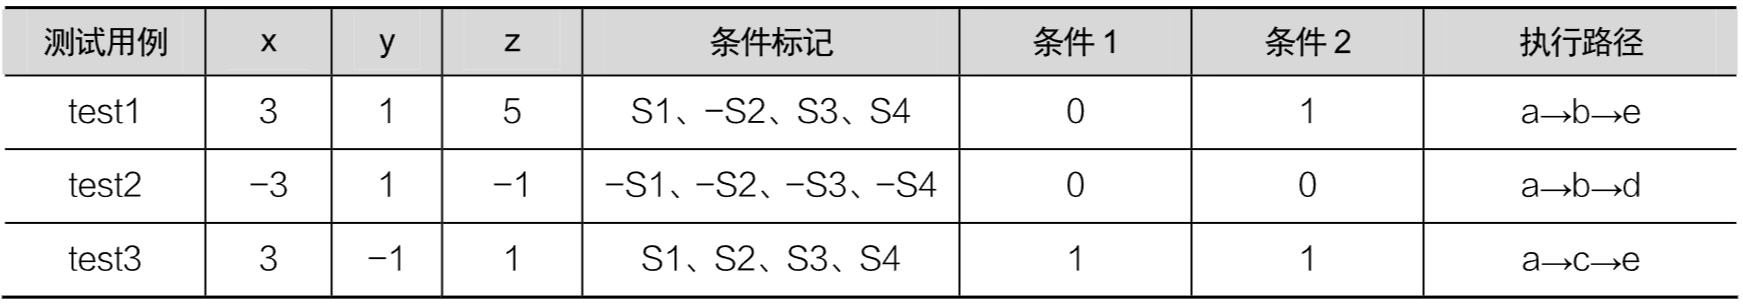 测试用例 x y z 条件标记 条件 1 条件 2 执行路径
test1 3 1 5 S1、-S2、S3、S4 0 1 a→b→e
test2 -3 1 -1 -S1、-S2、-S3、-S4 0 0 a→b→d
test3 3 -1 1 S1、S2、S3、S4 1 1 a→c→e